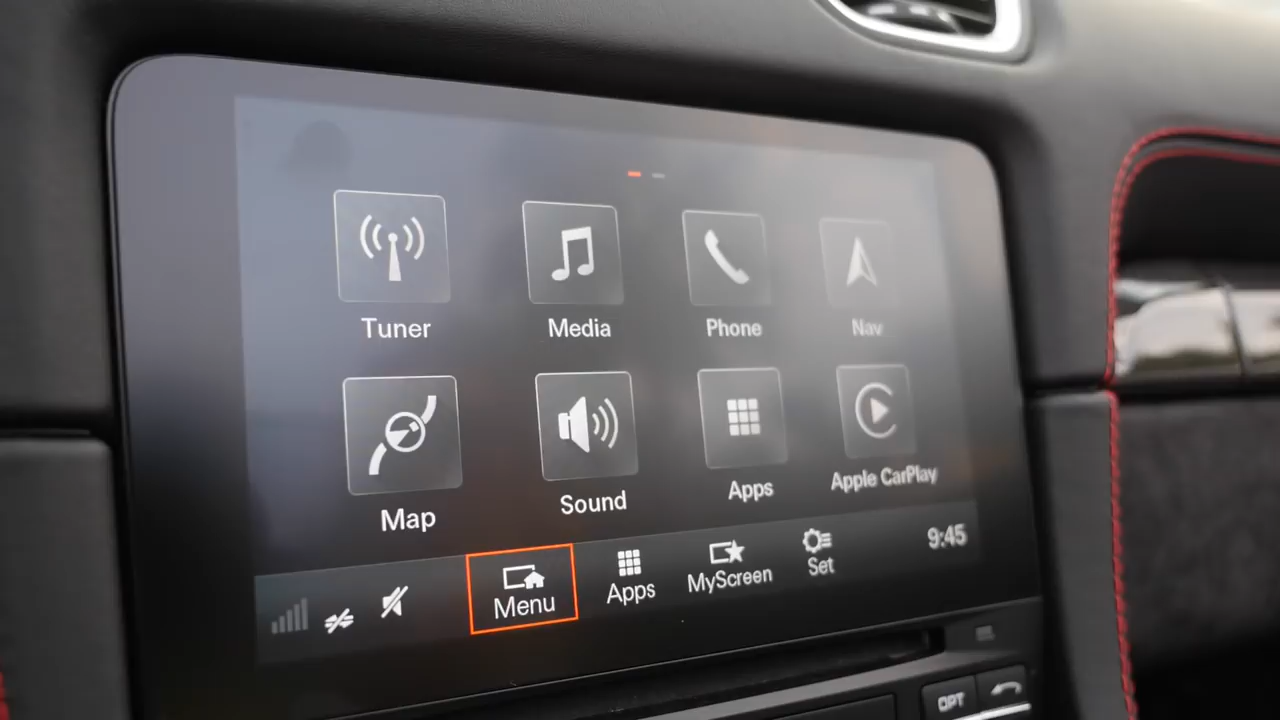 Tuner
Media
Phone
Nav
Map
Sound
Apps
Apple CarPlay
Menu
Apps
MyScreen
Set
9:45
OPT